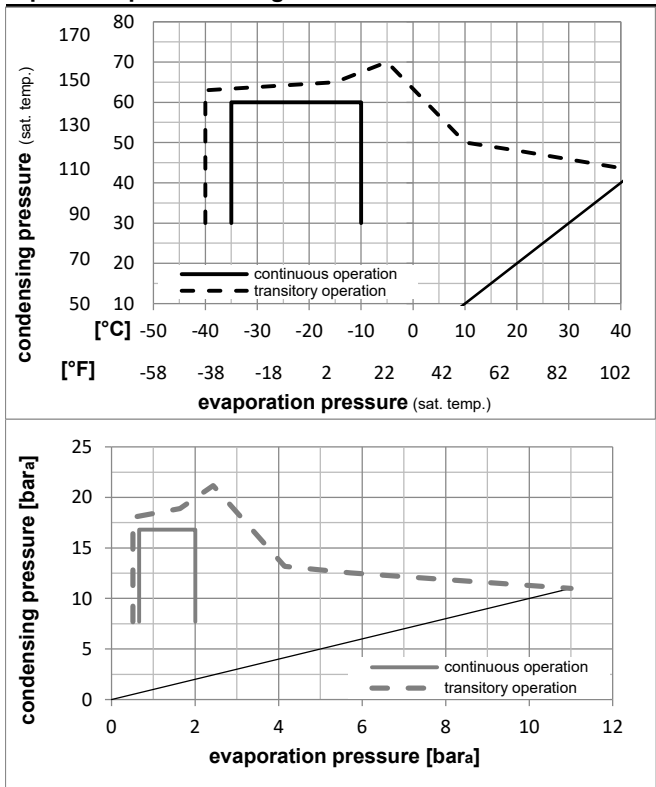 170 80
150 70
60
130 50
110 40
90 30
70 20
50 10
condensing pressure (sat. temp.)
continuous operation
transitory operation
[°C] -50 -40 -30 -20 -10 0 10 20 30 40
[°F] -58 -38 -18 2 22 42 62 82 102
evaporation pressure (sat. temp.)
25
20
15
10
5
0
condensing pressure [bara]
continuous operation
transitory operation
0 2 4 6 8 10 12
evaporation pressure [bara]